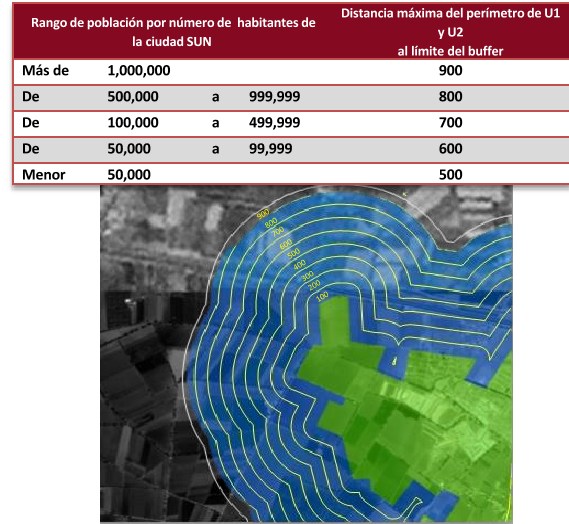 Rango de población por número de habitantes de
la ciudad SUN
Distancia máxima del perímetro de U1
y U2
al límite del buffer
Más de 1,000,000 900
De 500,000 a 999,999 800
De 100,000 a 499,999 700
De 50,000 a 99,999 600
Menor 50,000 500
900
800
700
600
500
400
300
200
100